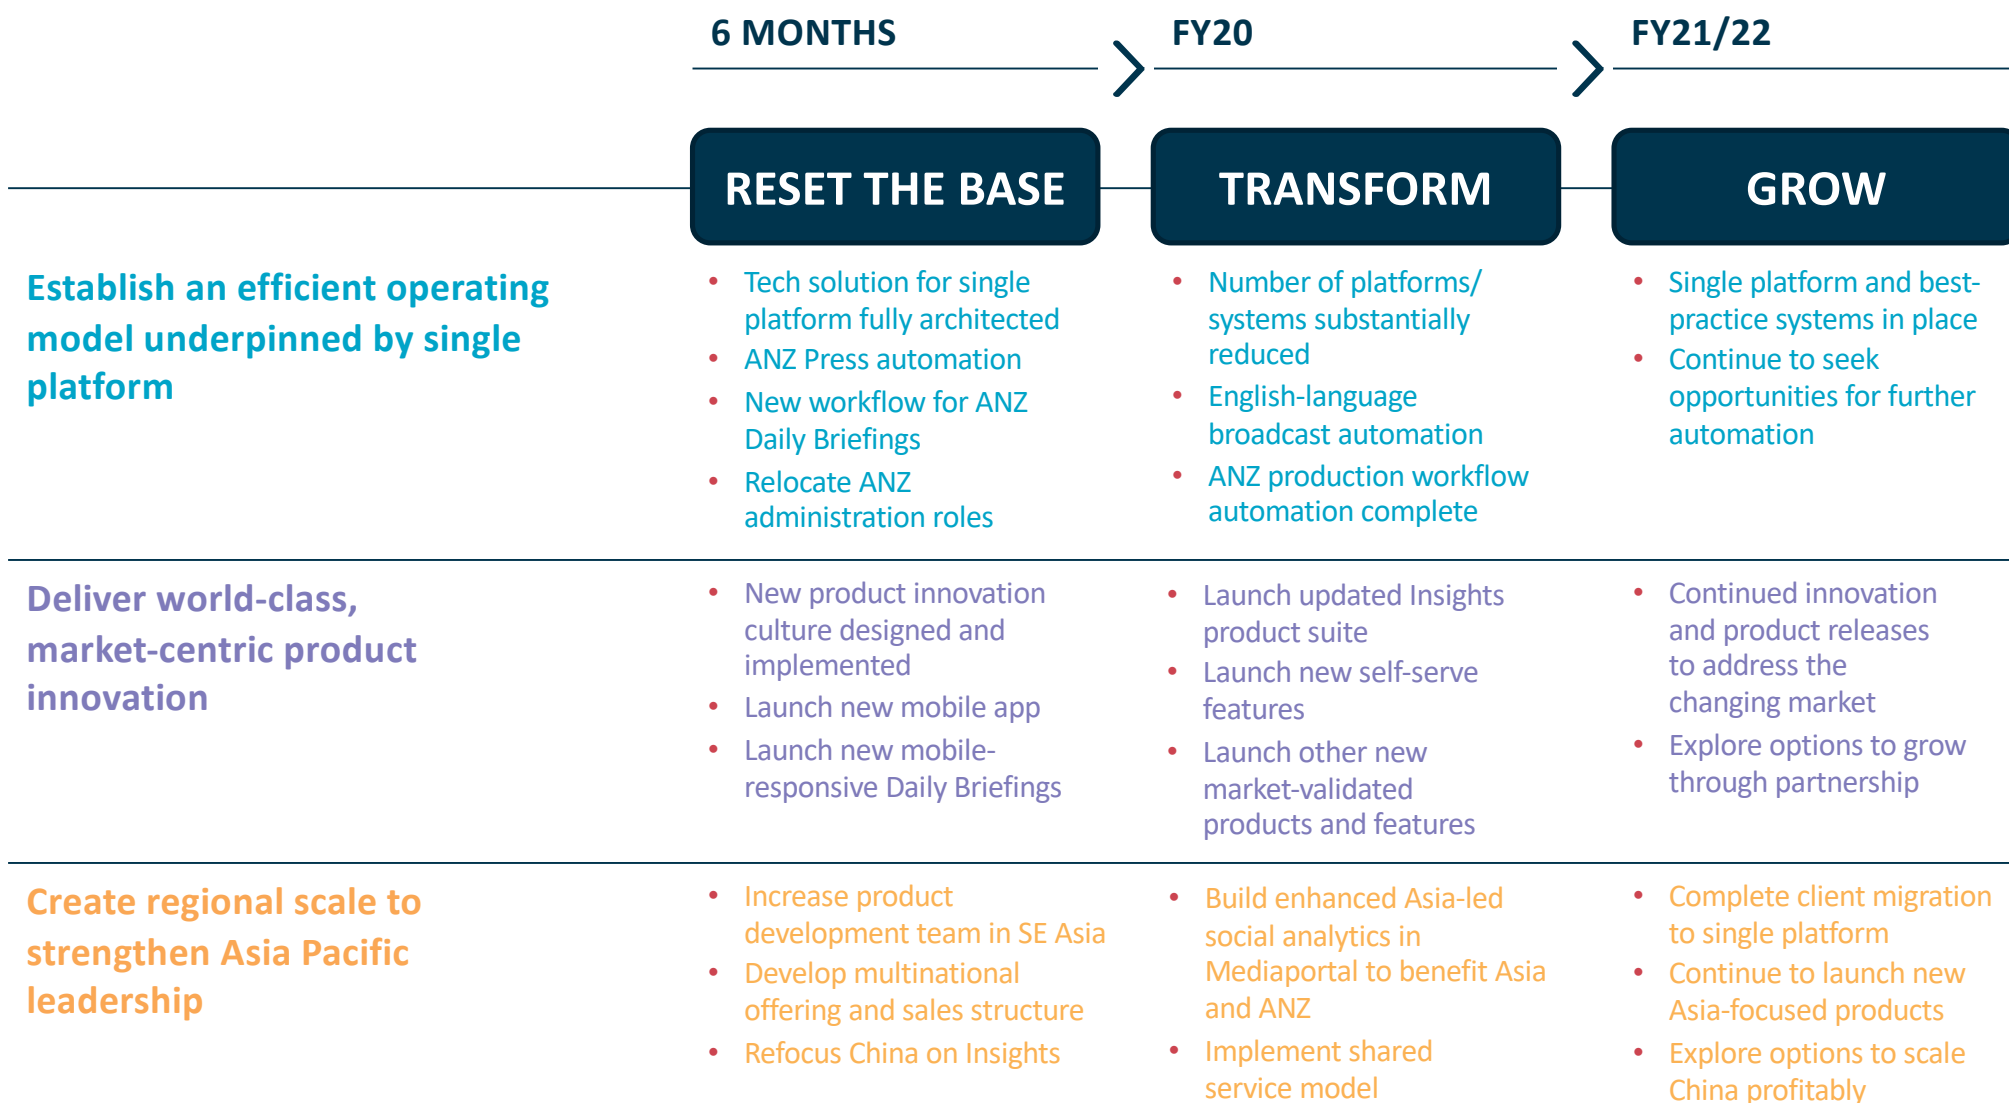 6 MONTHS
FY20
FY21/22
RESET THE BASE
TRANSFORM
GROW
Establish an efficient operating
model underpinned by single
platform
• Tech solution for single
platform fully architected
• ANZ Press automation
• New workflow for ANZ
Daily Briefings
• Relocate ANZ
administration roles
• Number of platforms/
systems substantially
reduced
• English-language
broadcast automation
• ANZ production workflow
automation complete
• Single platform and best-
practice systems in place
• Continue to seek
opportunities for further
automation
Deliver world-class,
market-centric product
innovation
• New product innovation
culture designed and
implemented
• Launch new mobile app
• Launch new mobile-
responsive Daily Briefings
• Launch updated Insights
product suite
• Launch new self-serve
features
• Launch other new
market-validated
products and features
• Continued innovation
and product releases
to address the
changing market
• Explore options to grow
through partnership
Create regional scale to
strengthen Asia Pacific
leadership
• Increase product
development team in SE Asia
• Develop multinational
offering and sales structure
• Refocus China on Insights
• Build enhanced Asia-led
social analytics in
Mediaportal to benefit Asia
and ANZ
• Implement shared
service model
• Complete client migration
to single platform
• Continue to launch new
Asia-focused products
• Explore options to scale
China profitably